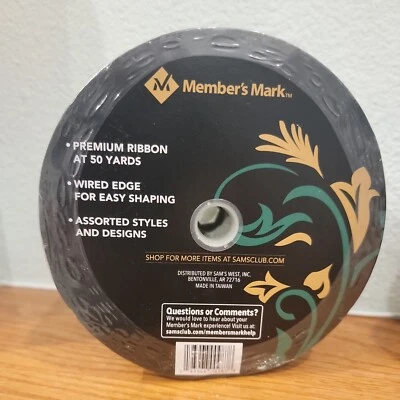 Member's Mark™
• PREMIUM RIBBON
AT 50 YARDS
• WIRED EDGE
FOR EASY SHAPING
• ASSORTED STYLES
AND DESIGNS
SHOP FOR MORE ITEMS AT SAMSCLUB.COM
DISTRIBUTED BY SAM'S WEST, INC.
BENTONVILLE, AR 72716
MADE IN TAIWAN
Questions or Comments?
We would love to hear about your
Member's Mark experience! Visit us at:
samsclub.com/membersmarkhelp